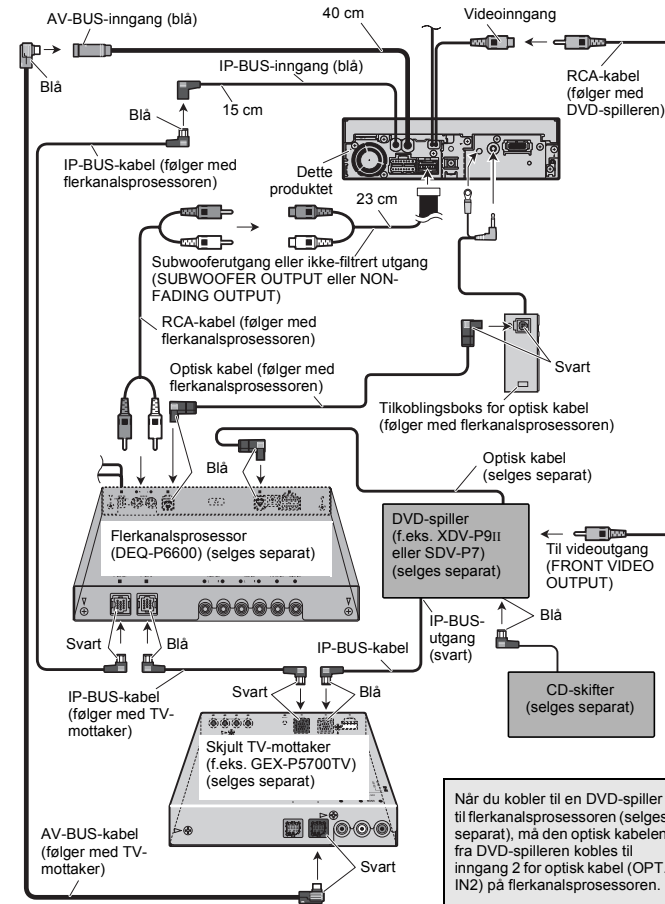 AV-BUS-inngang (blå)
40 cm
Videoinngang
Blå
IP-BUS-inngang (blå)
RCA-kabel
(følger med
DVD-spilleren)
Blå
15 cm
IP-BUS-kabel (følger med
flerkanalsprosessoren)
Dette
produktet
23 cm
Subwooferutgang eller ikke-filtrert utgang
(SUBWOOFER OUTPUT eller NON-
FADING OUTPUT)
RCA-kabel (følger med
flerkanalsprosessoren)
Svart
Optisk kabel (følger med
flerkanalsprosessoren)
Tilkoblingsboks for optisk kabel
(følger med flerkanalsprosessoren)
Blå
Optisk kabel
(selges separat)
Flerkanalsprosessor
(DEQ-P6600) (selges separat)
DVD-spiller
(f.eks. XDV-P9II
eller SDV-P7)
(selges separat)
Til videoutgang
(FRONT VIDEO
OUTPUT)
Svart
Blå
IP-BUS-kabel
IP-BUS-
utgang
(svart)
Blå
IP-BUS-kabel
(følger med TV-
mottaker)
Svart
Blå
CD-skifter
(selges separat)
Skjult TV-mottaker
(f.eks. GEX-P5700TV)
(selges separat)
AV-BUS-kabel
(følger med TV-
mottaker)
Svart
Når du kobler til en DVD-spiller
til flerkanalsprosessoren (selges
separat), må den optisk kabelen
fra DVD-spilleren kobles til
inngang 2 for optisk kabel (OPT.
IN2) på flerkanalsprosessoren.